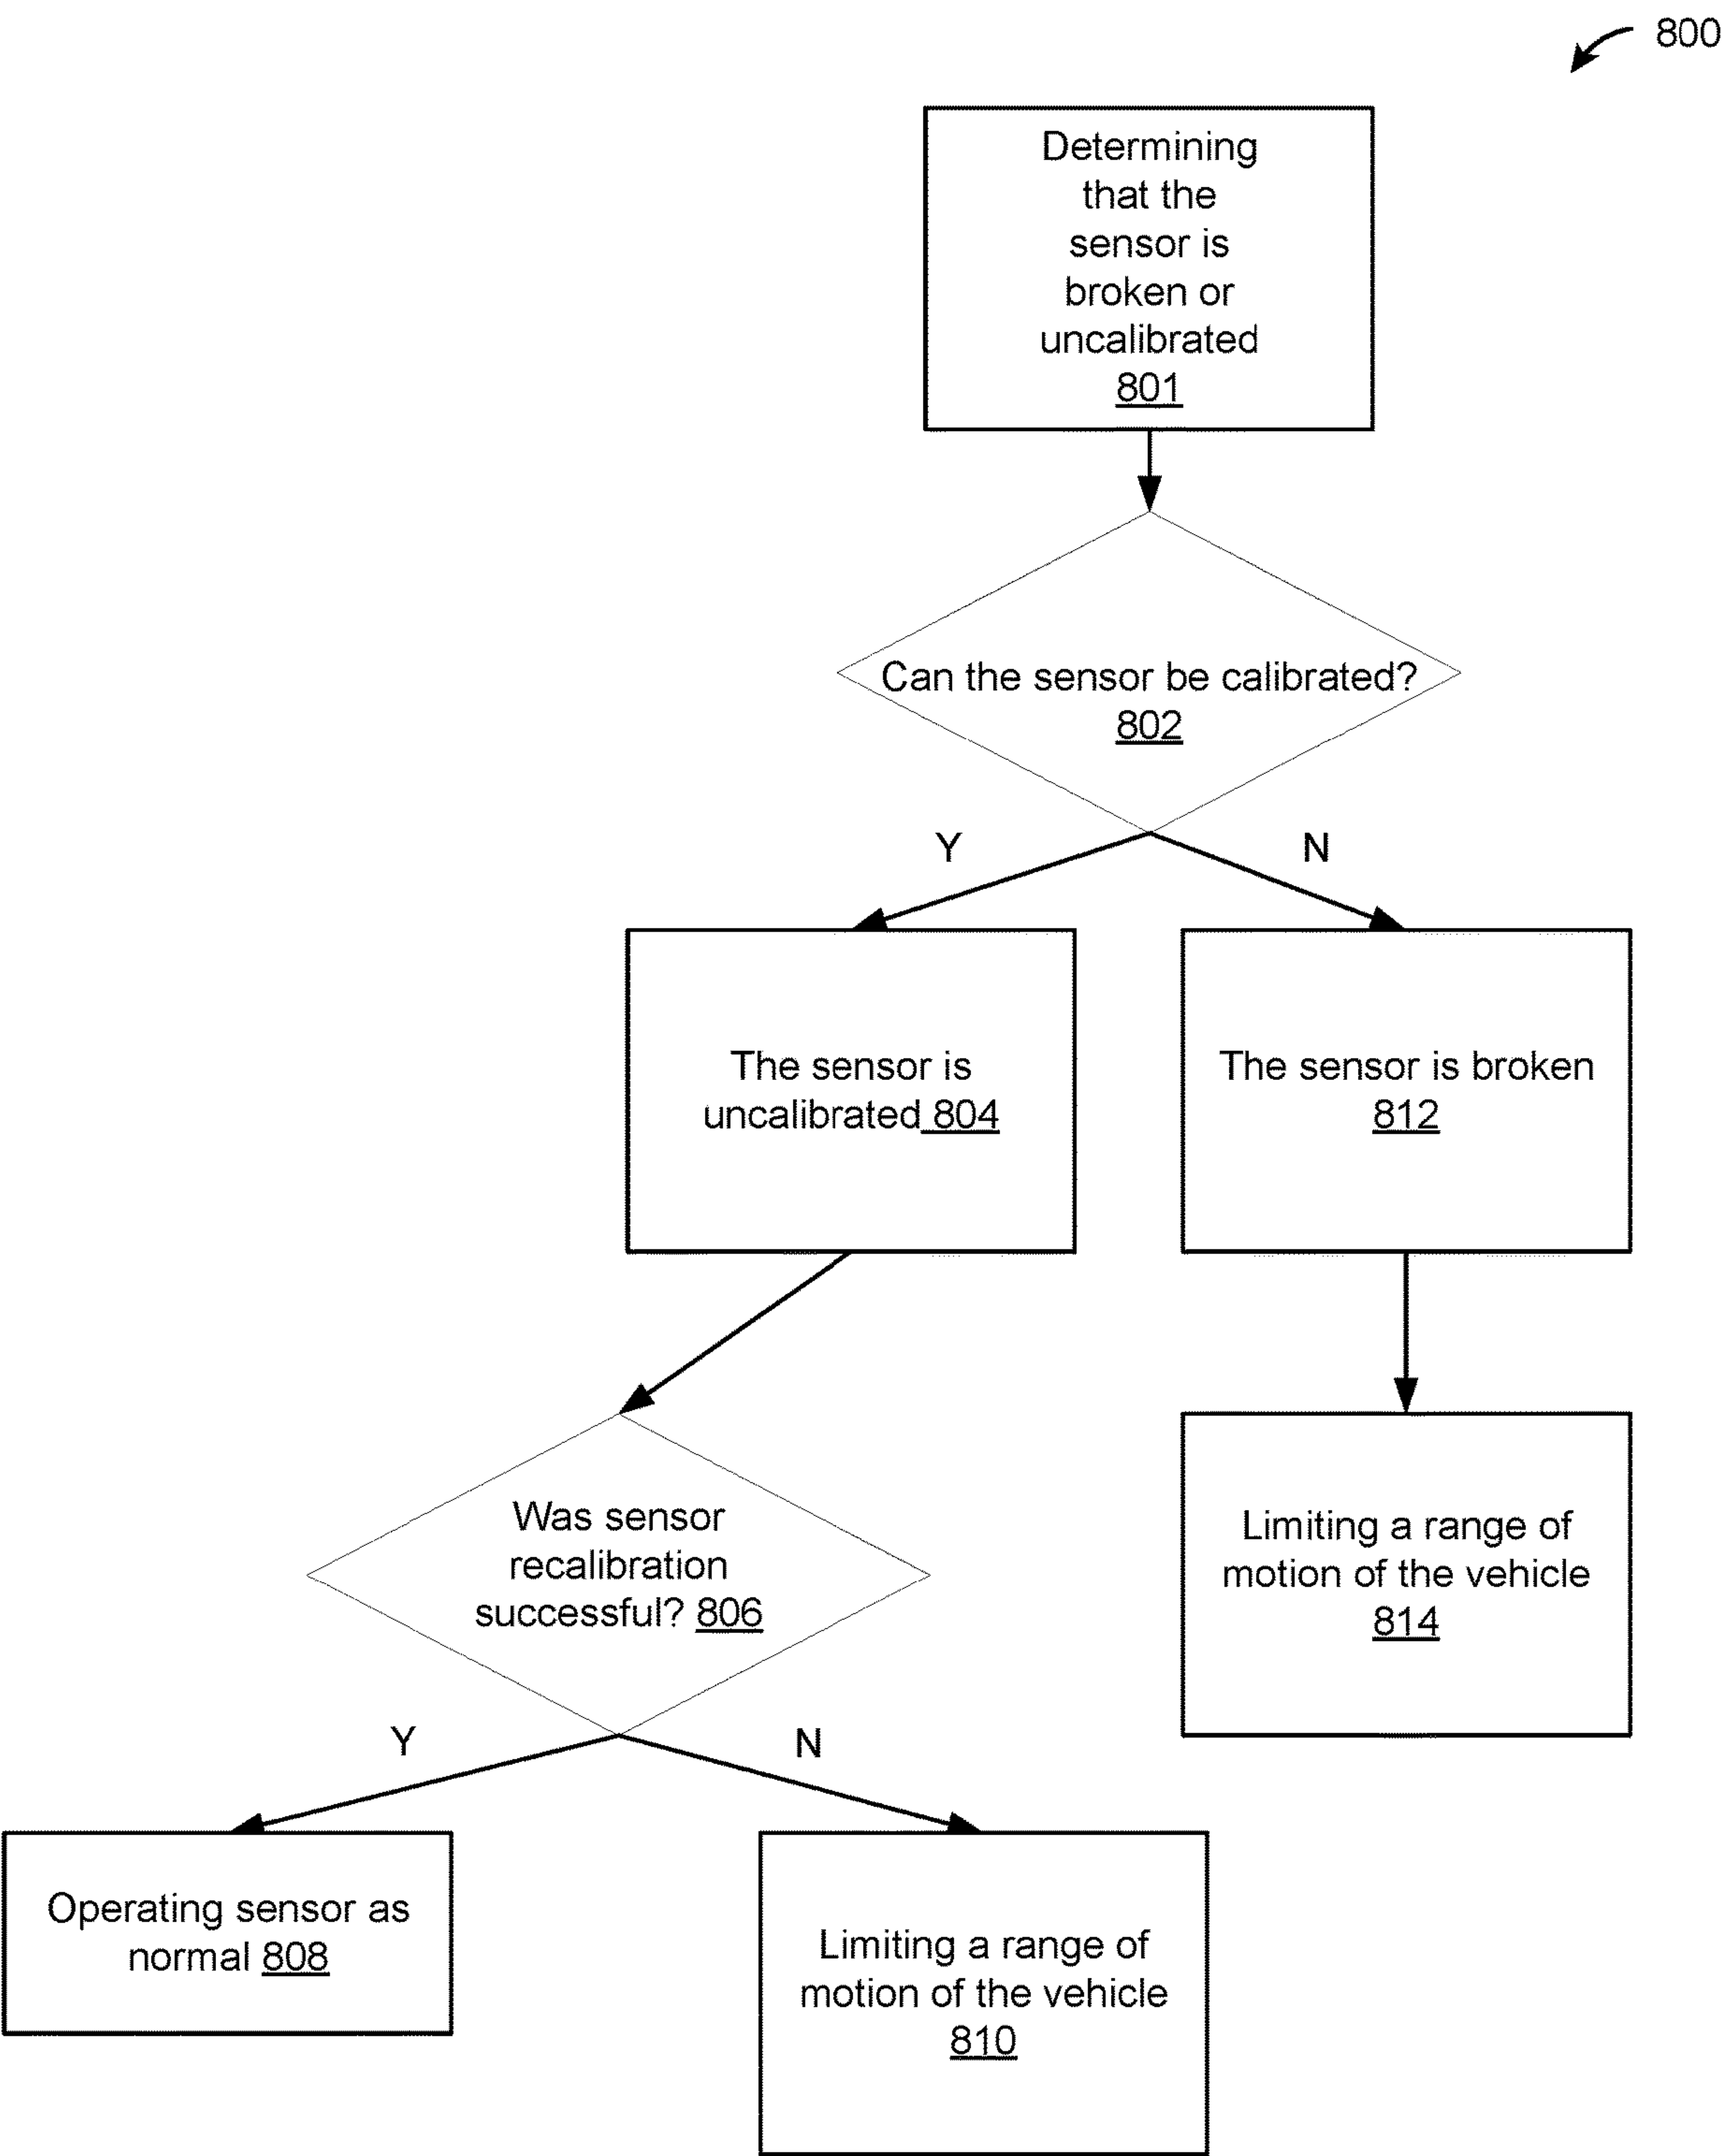 800
Determining
that the
sensor is
broken or
uncalibrated
801
Can the sensor be calibrated?
802
Y
N
The sensor is
uncalibrated 804
The sensor is broken
812
Was sensor
recalibration
successful? 806
Limiting a range of
motion of the vehicle
814
Y
N
Operating sensor as
normal 808
Limiting a range of
motion of the vehicle
810